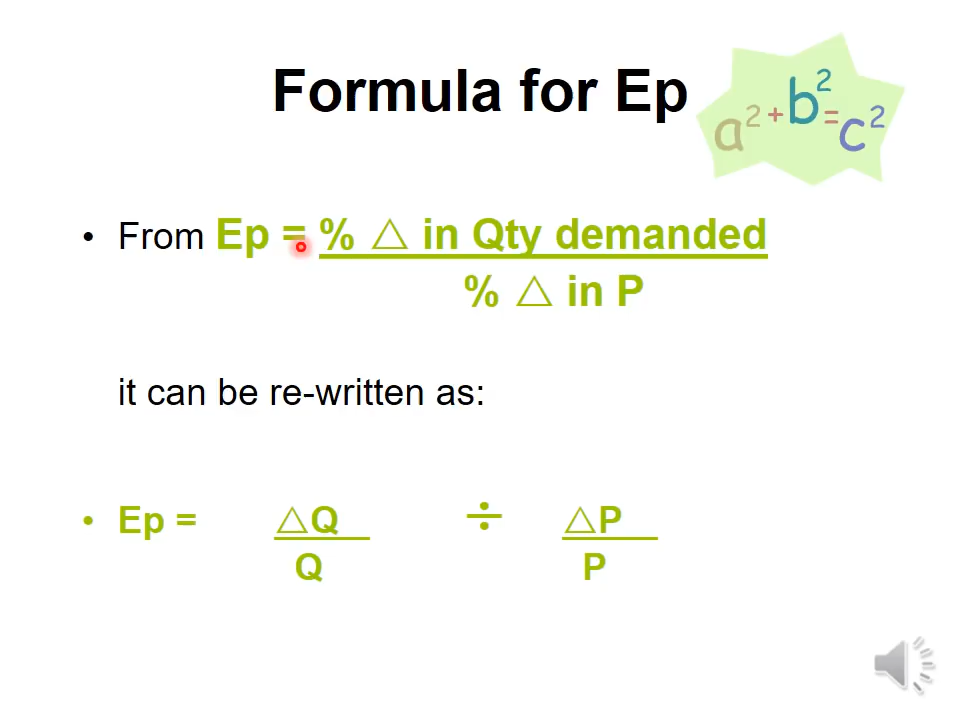 Formula for Ep
a² + b² = c²
• From Ep = % △ in Qty demanded
% △ in P
it can be re-written as:
• Ep = △Q ÷ △P
Q P